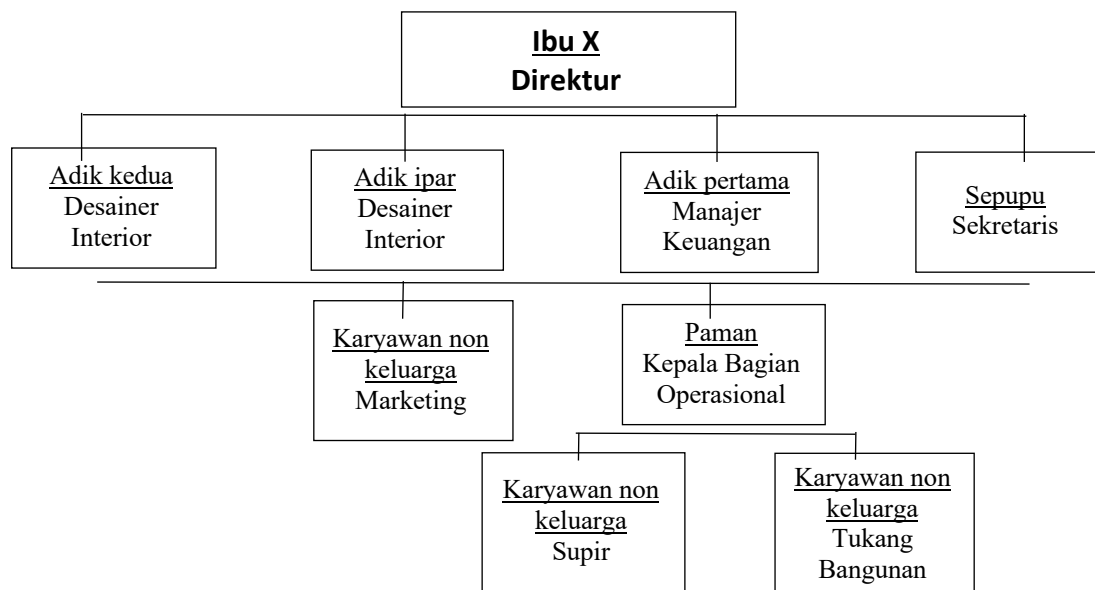 Ibu X
Direktur
Adik kedua
Desainer
Interior
Adik ipar
Desainer
Interior
Adik pertama
Manajer
Keuangan
Sepupu
Sekretaris
Karyawan non
keluarga
Marketing
Paman
Kepala Bagian
Operasional
Karyawan non
keluarga
Supir
Karyawan non
keluarga
Tukang
Bangunan